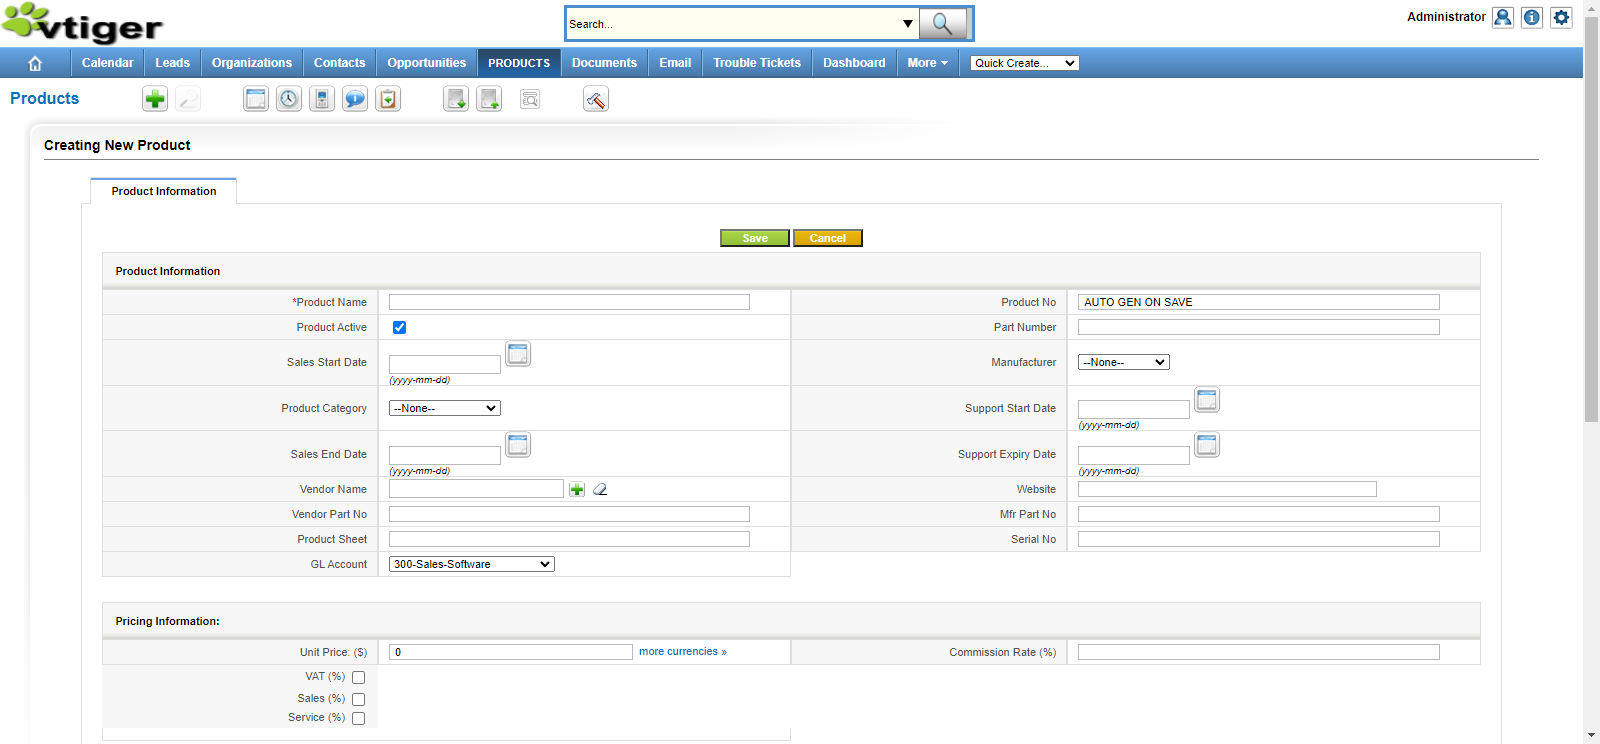 vtiger
Search...
Administrator
Calendar Leads Organizations Contacts Opportunities PRODUCTS Documents Email Trouble Tickets Dashboard More Quick Create...
Products
Creating New Product
Product Information
Save Cancel
Product Information
*Product Name Product No AUTO GEN ON SAVE
Product Active Part Number
Sales Start Date (yyyy-mm-dd) Manufacturer --None--
Product Category --None-- Support Start Date (yyyy-mm-dd)
Sales End Date (yyyy-mm-dd) Support Expiry Date (yyyy-mm-dd)
Vendor Name Website
Vendor Part No Mfr Part No
Product Sheet Serial No
GL Account 300-Sales-Software
Pricing Information:
Unit Price: ($) 0 more currencies » Commission Rate (%)
VAT (%)
Sales (%)
Service (%)